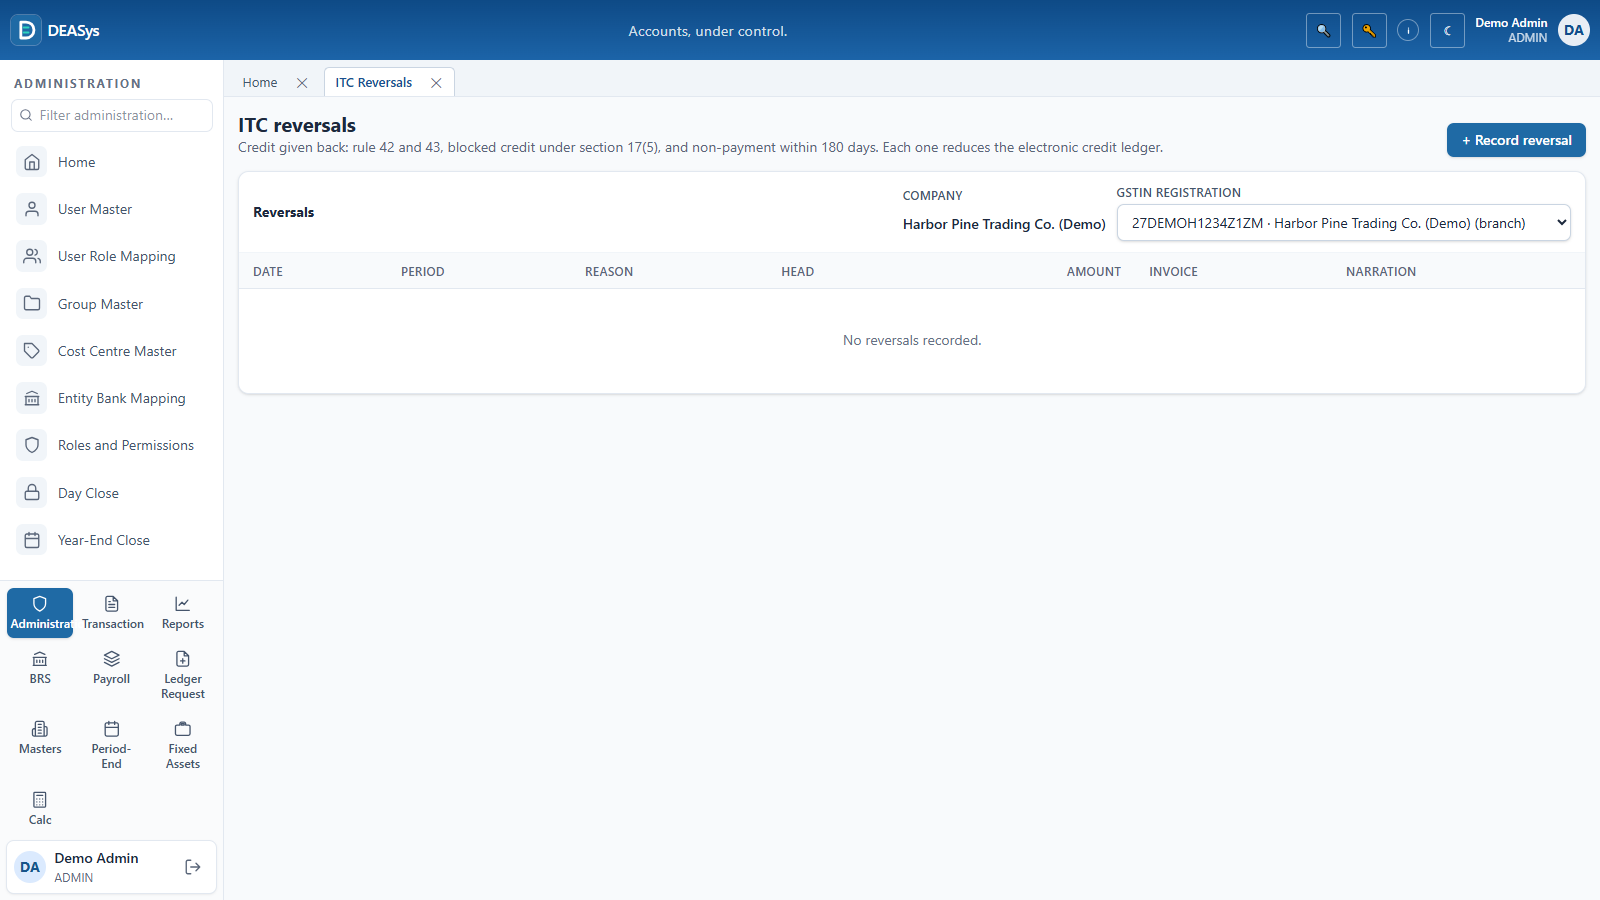 DEASys
Accounts, under control.
Demo Admin
ADMIN
DA
ADMINISTRATION
Filter administration...
Home
User Master
User Role Mapping
Group Master
Cost Centre Master
Entity Bank Mapping
Roles and Permissions
Day Close
Year-End Close
Administrat
Transaction
Reports
BRS
Payroll
Ledger
Request
Masters
Period-
End
Fixed
Assets
Calc
DA
Demo Admin
ADMIN
Home
ITC Reversals
ITC reversals
Credit given back: rule 42 and 43, blocked credit under section 17(5), and non-payment within 180 days. Each one reduces the electronic credit ledger.
+ Record reversal
Reversals
COMPANY
Harbor Pine Trading Co. (Demo)
GSTIN REGISTRATION
27DEMOH1234Z1ZM · Harbor Pine Trading Co. (Demo) (branch)
DATE PERIOD REASON HEAD AMOUNT INVOICE NARRATION
No reversals recorded.